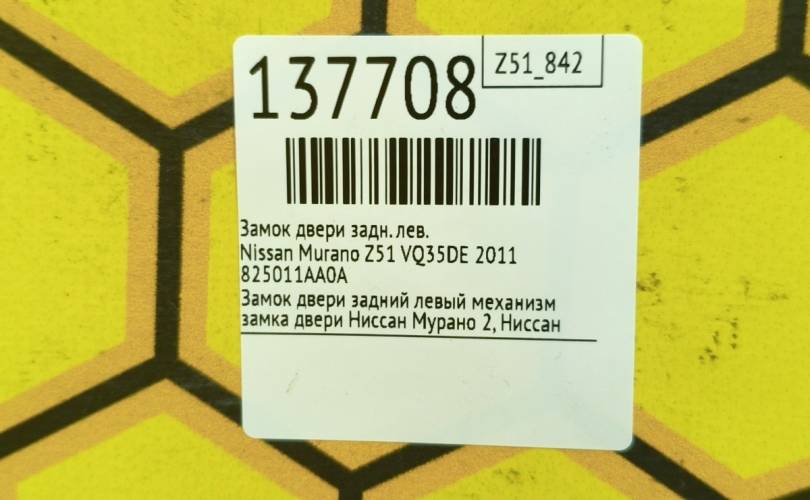 137708
Z51_842
Замок двери задн. лев.
Nissan Murano Z51 VQ35DE 2011
825011AA0A
Замок двери задний левый механизм
замка двери Ниссан Мурано 2, Ниссан